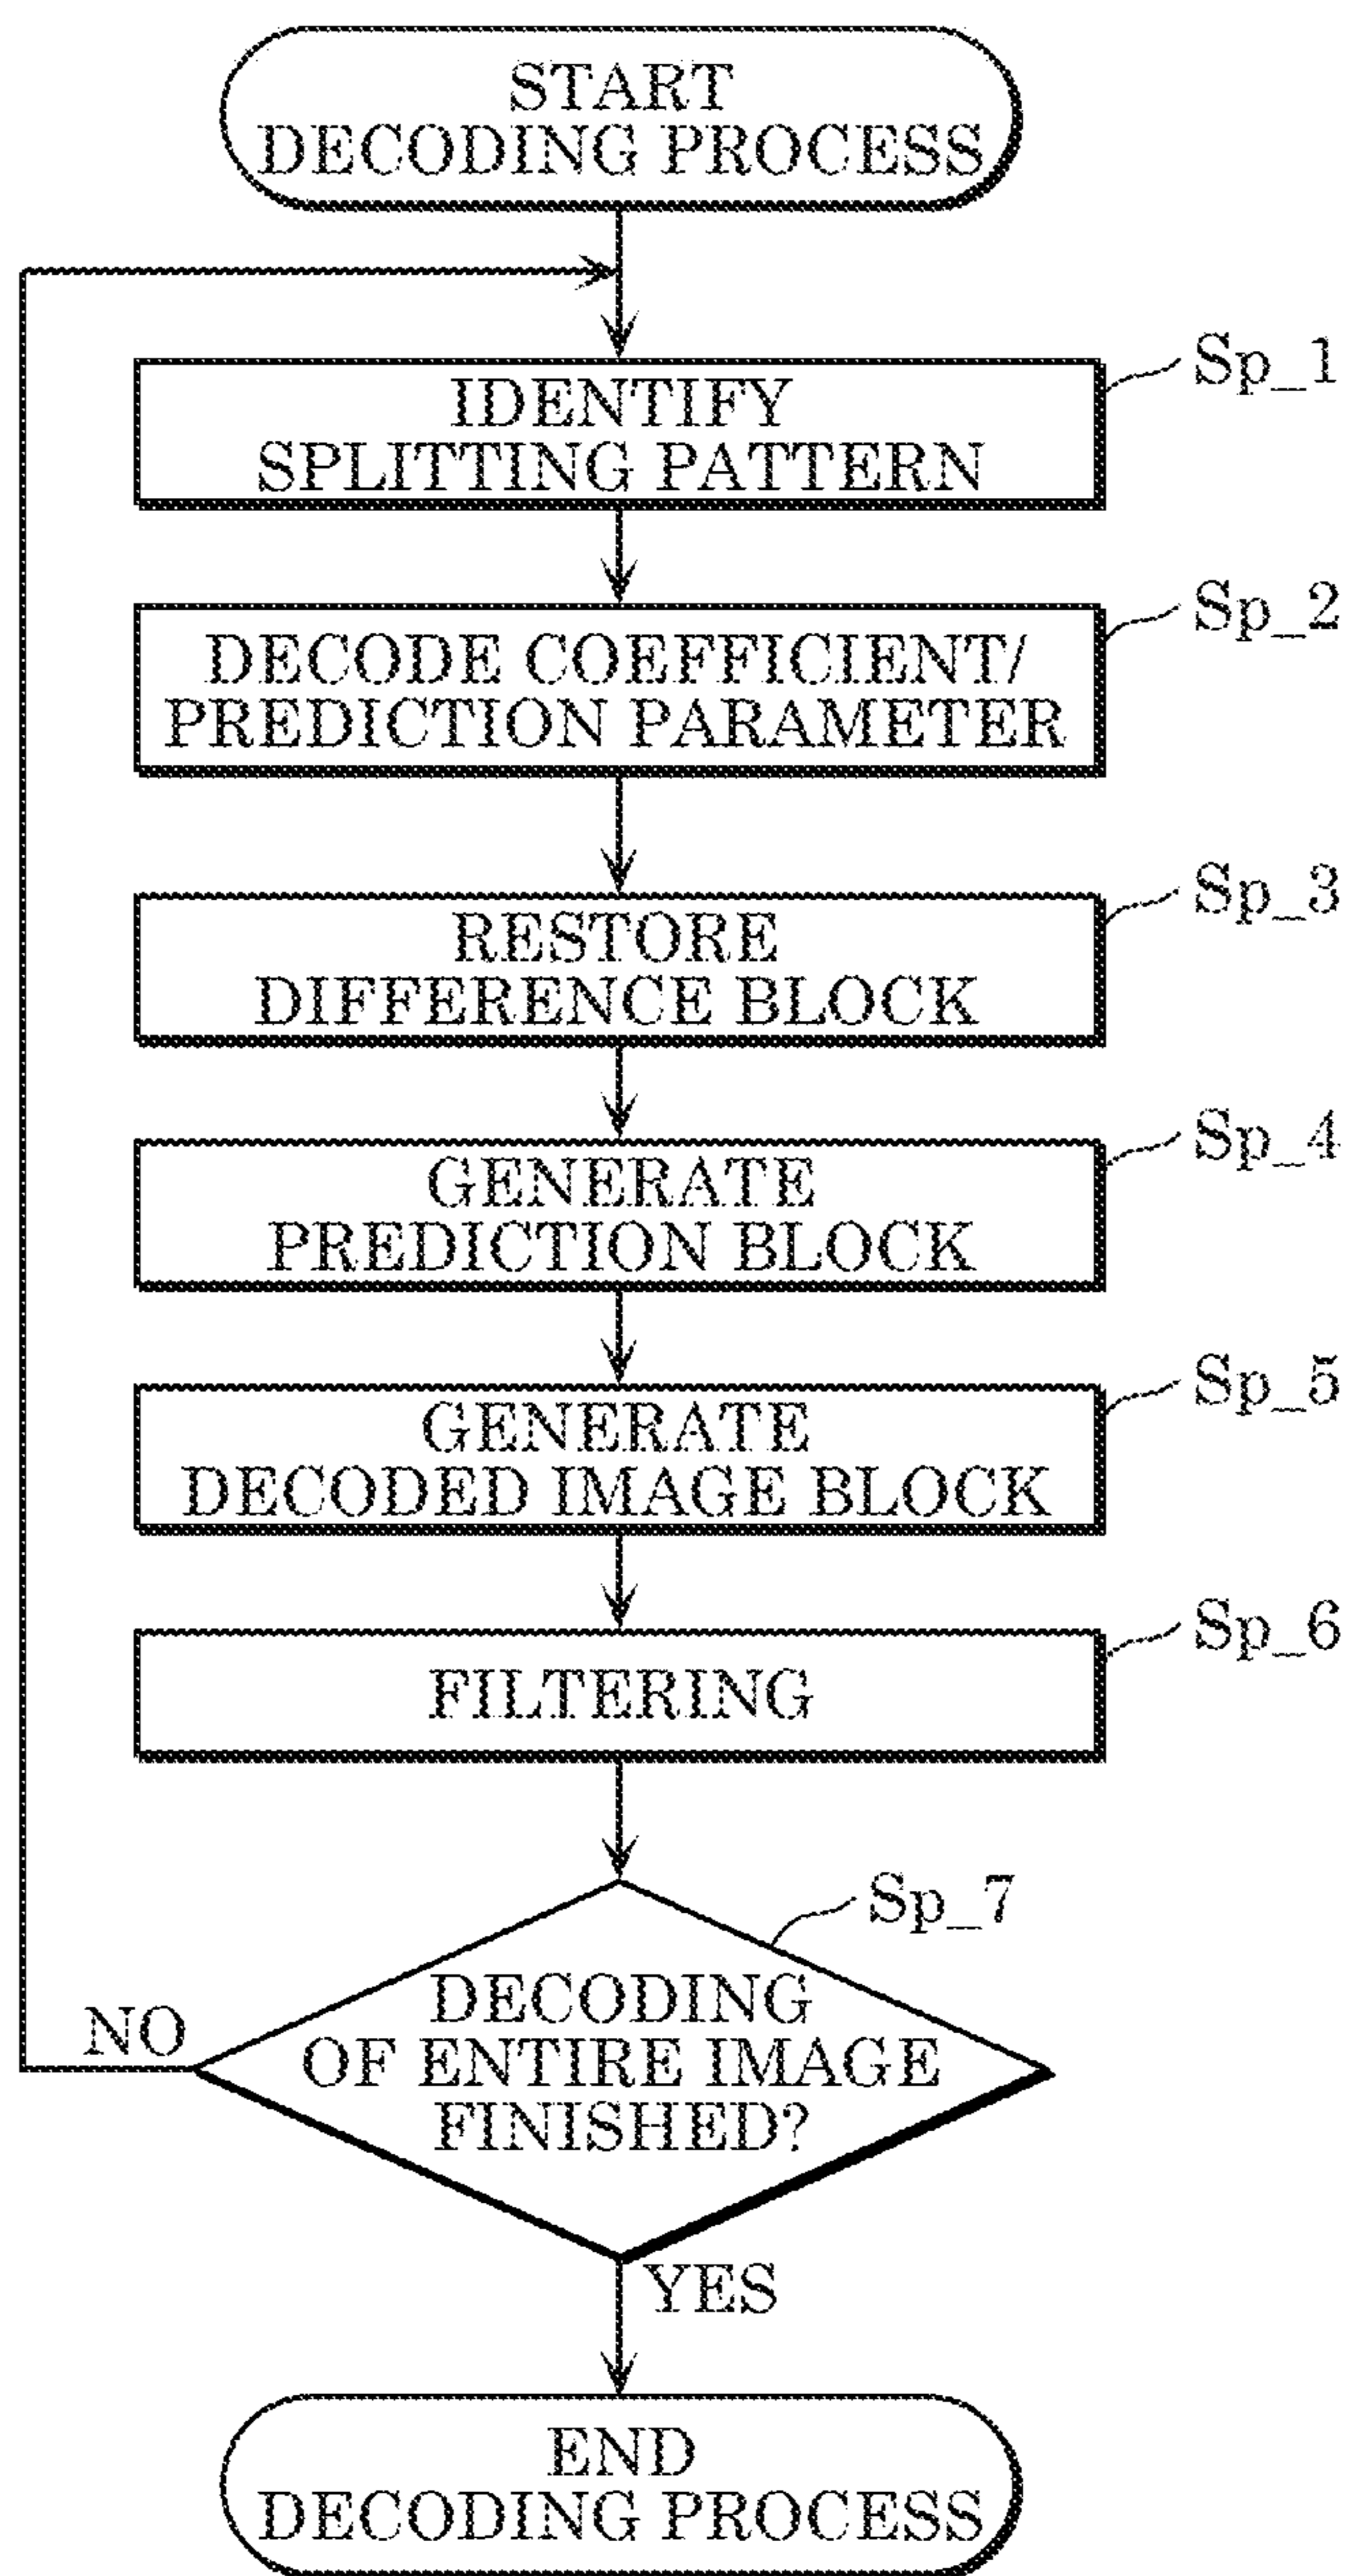 START
DECODING PROCESS
IDENTIFY
SPLITTING PATTERN
Sp_1
DECODE COEFFICIENT/
PREDICTION PARAMETER
Sp_2
RESTORE
DIFFERENCE BLOCK
Sp_3
GENERATE
PREDICTION BLOCK
Sp_4
GENERATE
DECODED IMAGE BLOCK
Sp_5
FILTERING
Sp_6
Sp_7
DECODING
OF ENTIRE IMAGE
FINISHED?
NO
YES
END
DECODING PROCESS